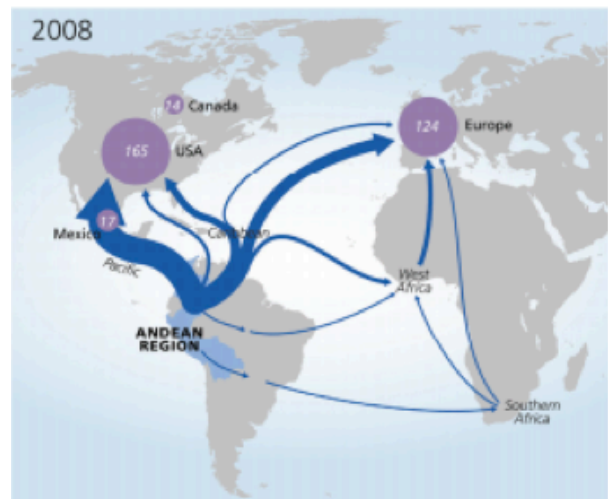 2008
14 Canada
165 USA
124 Europe
17
Mexico
Caribbean
Pacific
West
Africa
ANDEAN
REGION
Southern
Africa